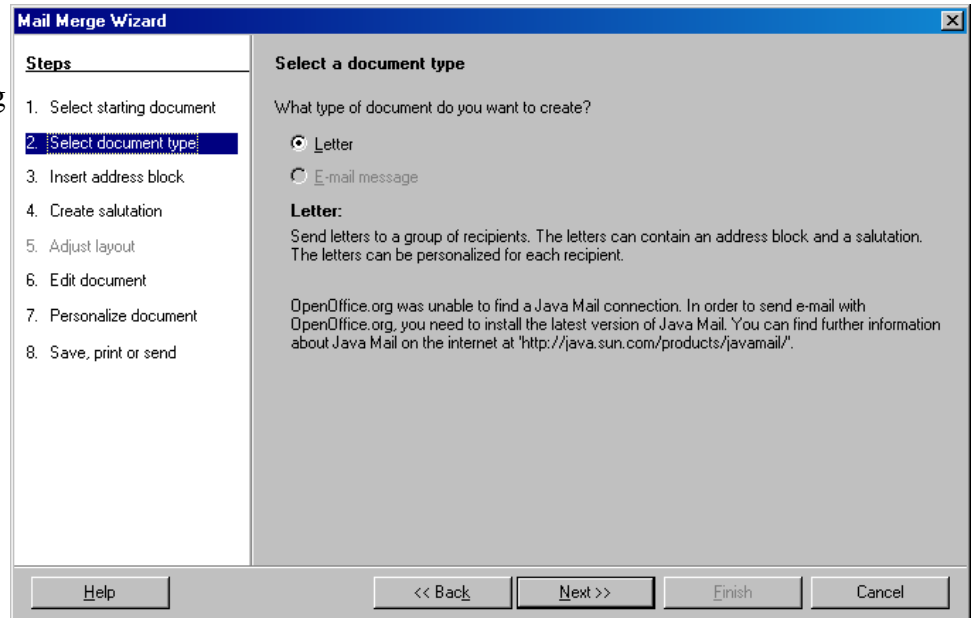 Mail Merge Wizard
Steps
g
1. Select starting document
2. Select document type
3. Insert address block
4. Create salutation
5. Adjust layout
6. Edit document
7. Personalize document
8. Save, print or send
Select a document type
What type of document do you want to create?
Letter
E-mail message
Letter:
Send letters to a group of recipients. The letters can contain an address block and a salutation.
The letters can be personalized for each recipient.
OpenOffice.org was unable to find a Java Mail connection. In order to send e-mail with
OpenOffice.org, you need to install the latest version of Java Mail. You can find further information
about Java Mail on the internet at 'http://java.sun.com/products/javamail/'.
Help
<< Back
Next >>
Finish
Cancel